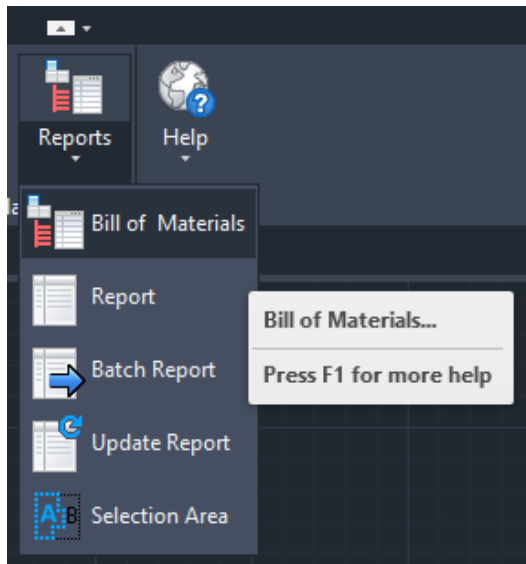 Reports
Help
Bill of Materials
Report
Bill of Materials...
Batch Report
Press F1 for more help
Update Report
AB Selection Area